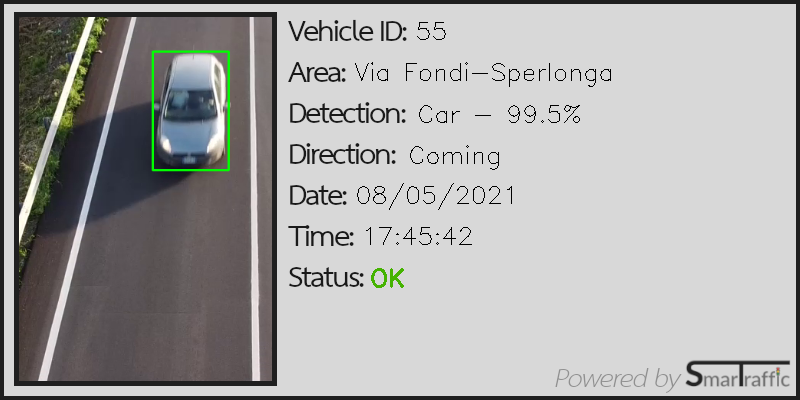 Vehicle ID: 55
Area: Via Fondi-Sperlonga
Detection: Car - 99.5%
Direction: Coming
Date: 08/05/2021
Time: 17:45:42
Status: OK
Powered by SmarTraffic